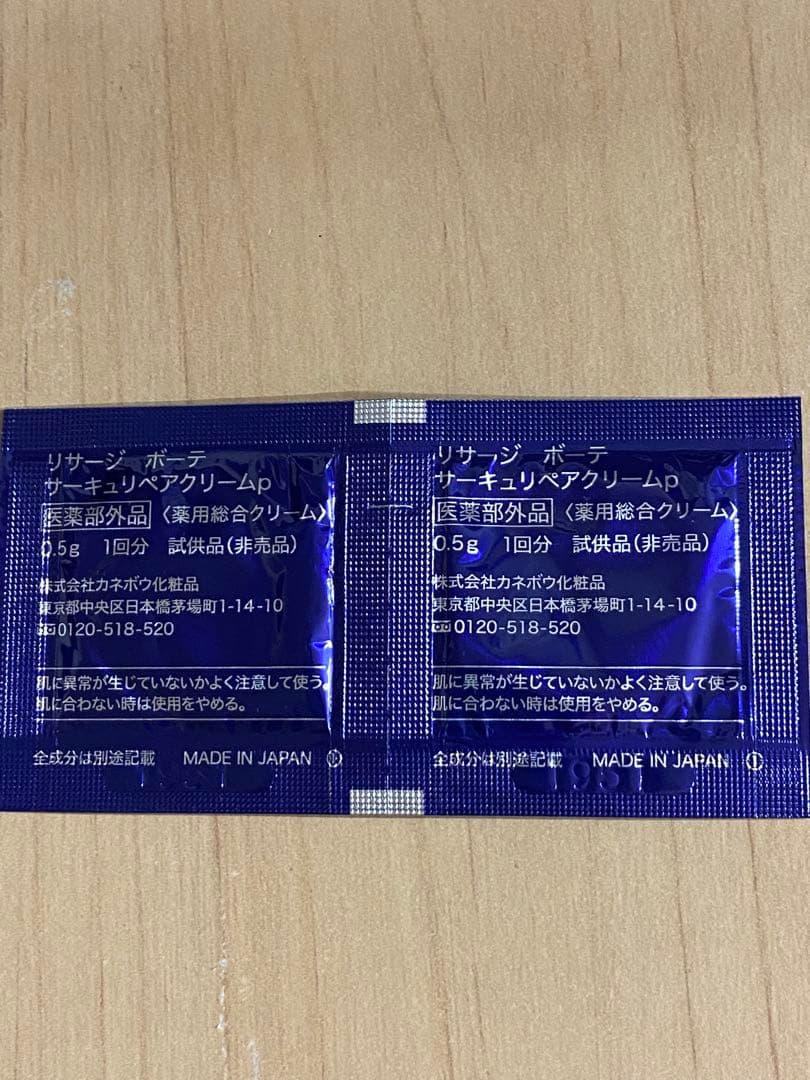 リサージ ボーテ
サーキュリペアクリームp
医薬部外品 〈薬用総合クリーム〉
0.5g 1回分 試供品(非売品)
株式会社カネボウ化粧品
東京都中央区日本橋茅場町1-14-10
0120-518-520
肌に異常が生じていないかよく注意して使う。
肌に合わない時は使用をやめる。
全成分は別途記載 MADE IN JAPAN
リサージ ボーテ
サーキュリペアクリームp
医薬部外品 〈薬用総合クリーム〉
0.5g 1回分 試供品(非売品)
株式会社カネボウ化粧品
東京都中央区日本橋茅場町1-14-10
0120-518-520
肌に異常が生じていないかよく注意して使う。
肌に合わない時は使用をやめる。
全成分は別途記載 MADE IN JAPAN